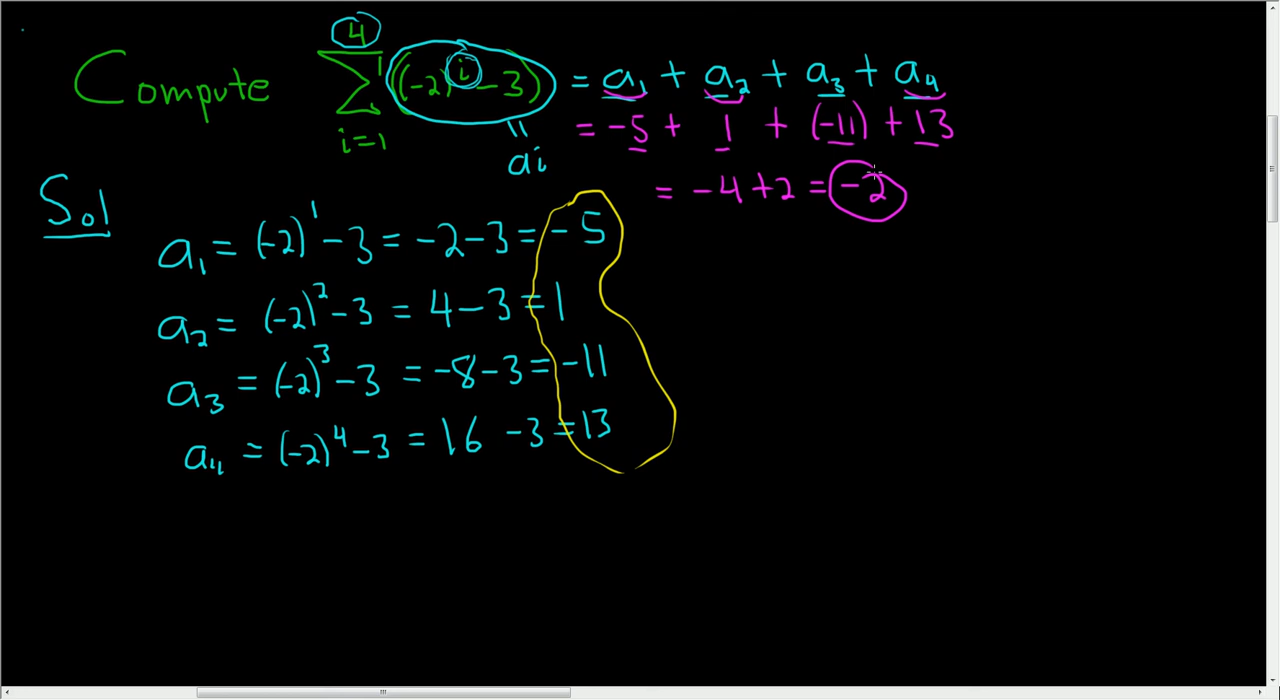 Compute 4 Σ i=1 ((-2)^i - 3) = a₁ + a₂ + a₃ + a₄
= -5 + 1 + (-11) + 13
" ai
= -4 + 2 = -2
Sol
a₁ = (-2)^1 - 3 = -2 - 3 = -5
a₂ = (-2)^2 - 3 = 4 - 3 = 1
a₃ = (-2)^3 - 3 = -8 - 3 = -11
a₄ = (-2)^4 - 3 = 16 - 3 = 13